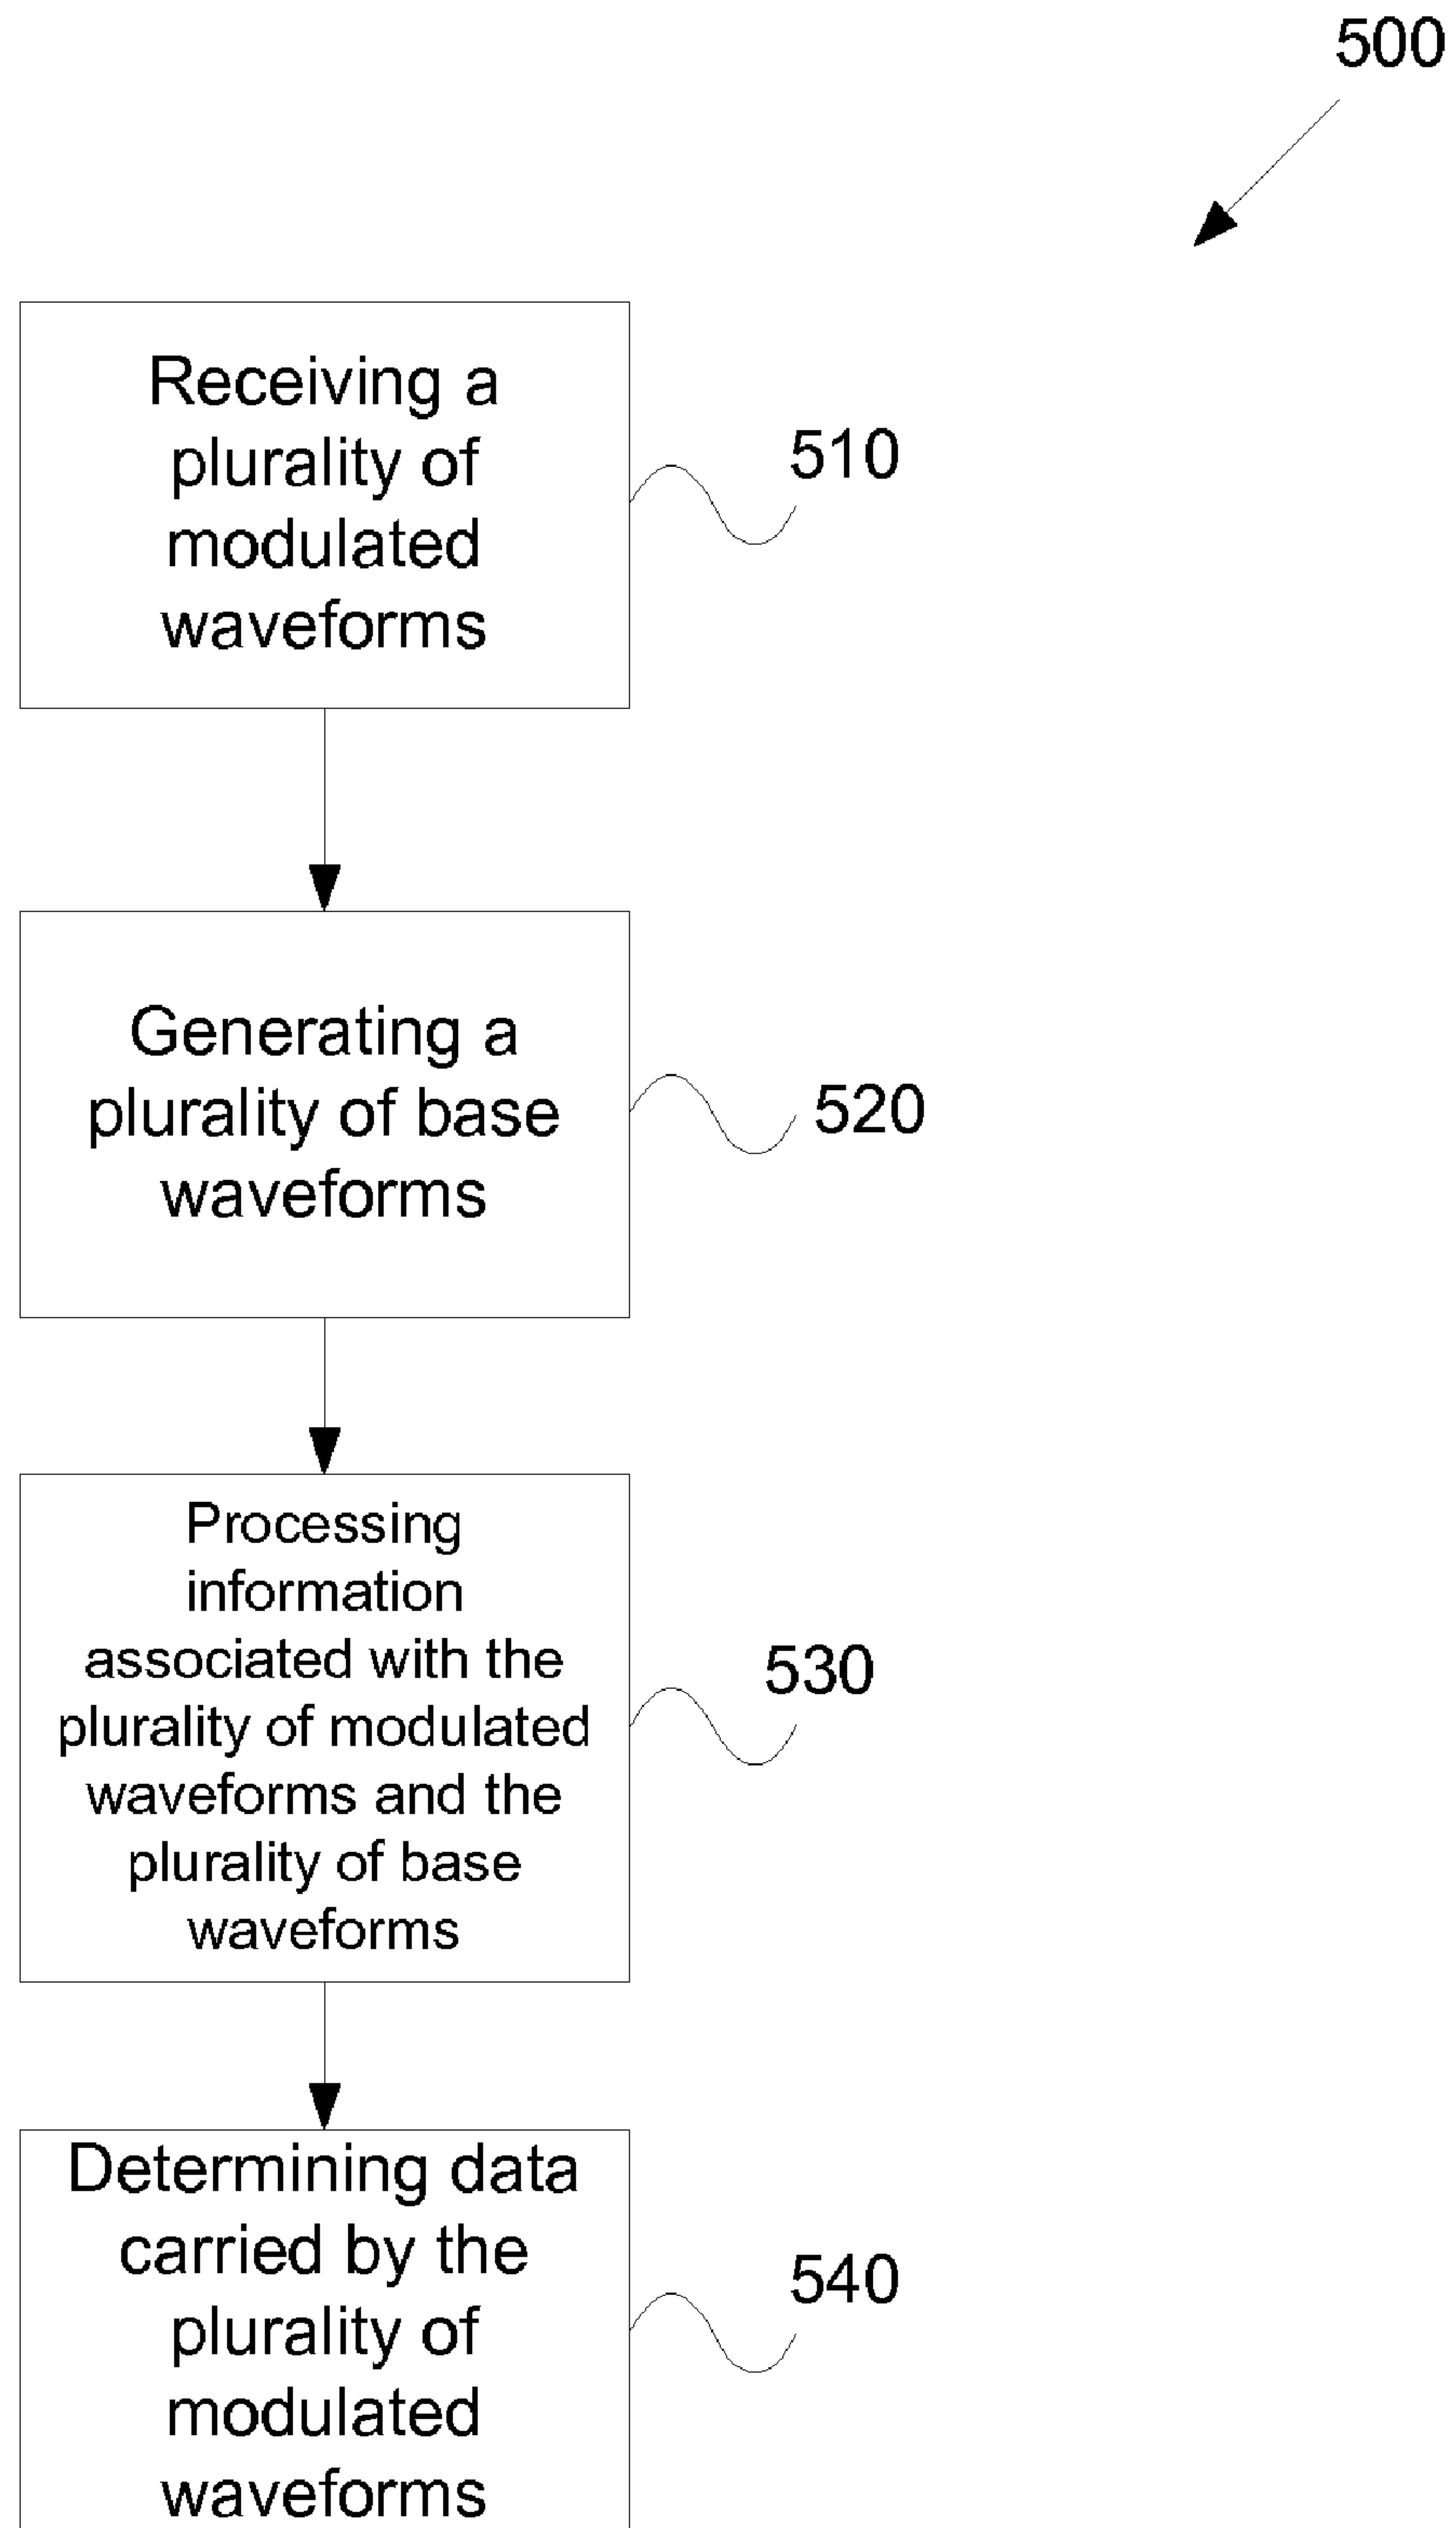 500
Receiving a
plurality of
modulated
waveforms
510
Generating a
plurality of base
waveforms
520
Processing
information
associated with the
plurality of modulated
waveforms and the
plurality of base
waveforms
530
Determining data
carried by the
plurality of
modulated
waveforms
540